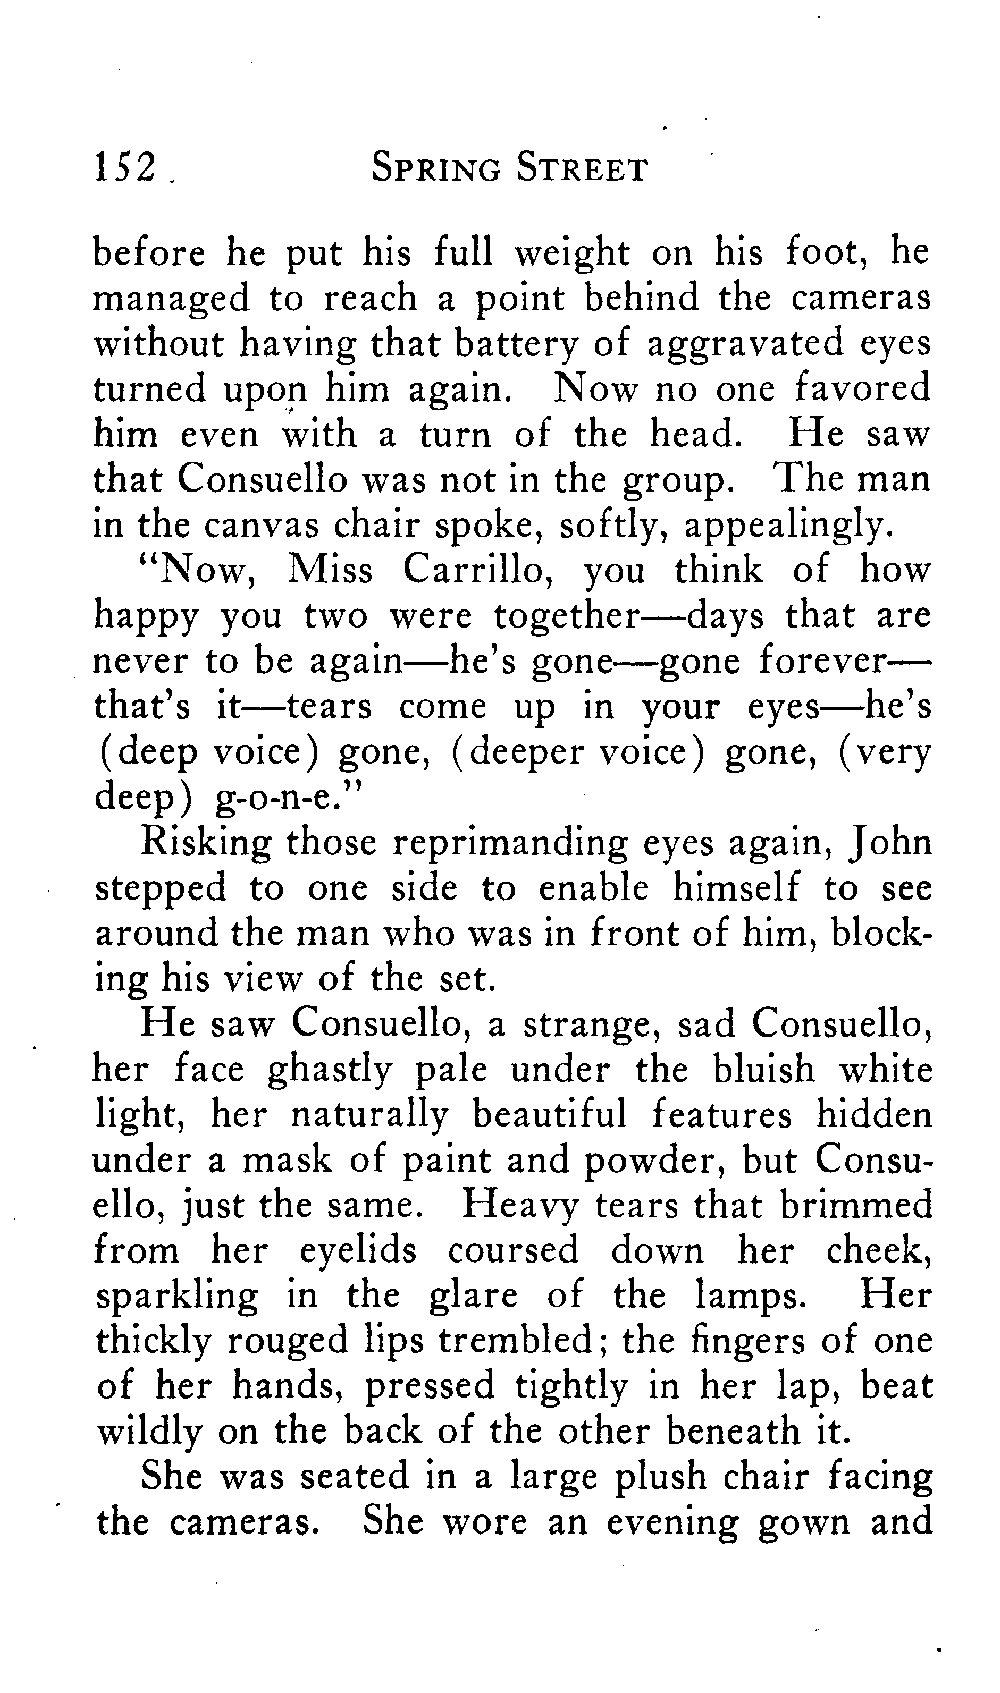 152 SPRING STREET
before he put his full weight on his foot, he
managed to reach a point behind the cameras
without having that battery of aggravated eyes
turned upon him again. Now no one favored
him even with a turn of the head. He saw
that Consuello was not in the group. The man
in the canvas chair spoke, softly, appealingly.
“Now, Miss Carrillo, you think of how
happy you two were together—days that are
never to be again—he’s gone—gone forever—
that’s it—tears come up in your eyes—he’s
(deep voice) gone, (deeper voice) gone, (very
deep) g-o-n-e.”
Risking those reprimanding eyes again, John
stepped to one side to enable himself to see
around the man who was in front of him, block-
ing his view of the set.
He saw Consuello, a strange, sad Consuello,
her face ghastly pale under the bluish white
light, her naturally beautiful features hidden
under a mask of paint and powder, but Consu-
ello, just the same. Heavy tears that brimmed
from her eyelids coursed down her cheek,
sparkling in the glare of the lamps. Her
thickly rouged lips trembled; the fingers of one
of her hands, pressed tightly in her lap, beat
wildly on the back of the other beneath it.
She was seated in a large plush chair facing
the cameras. She wore an evening gown and